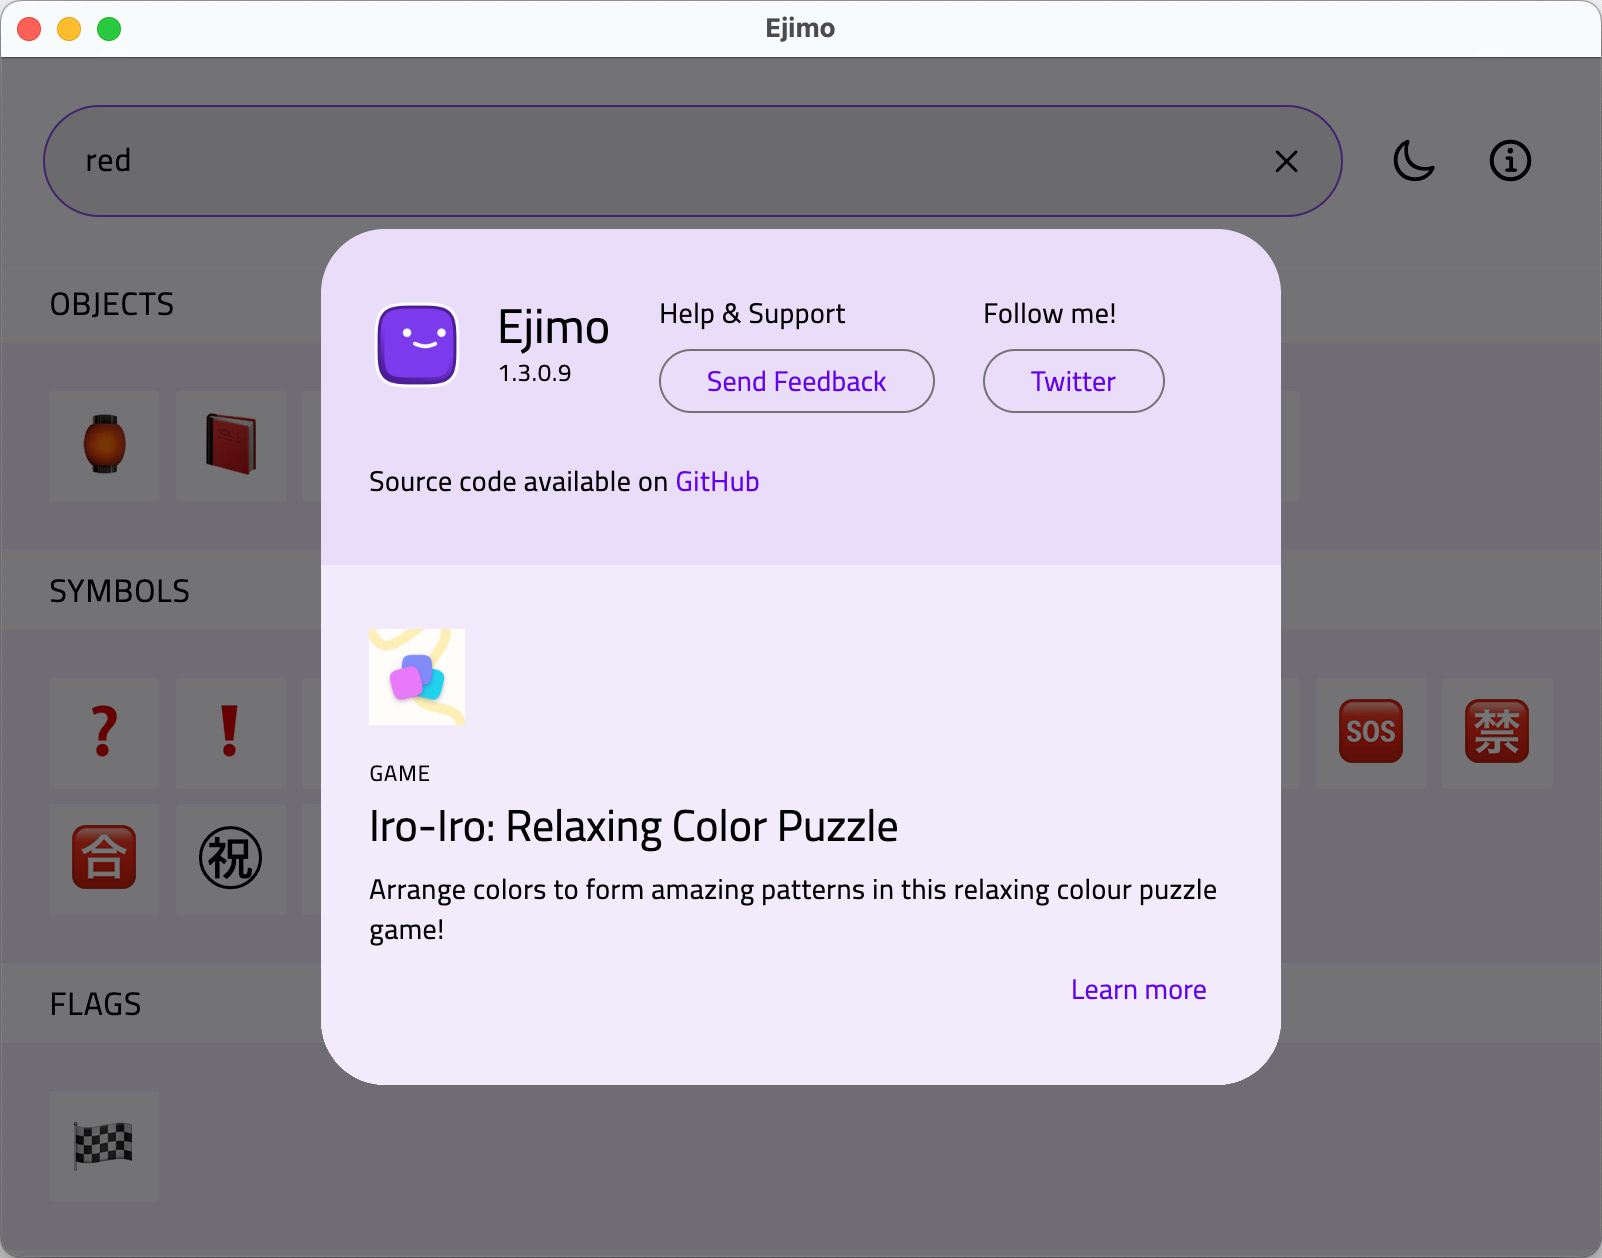 Ejimo
red
OBJECTS
SYMBOLS
SOS
禁
合
祝
FLAGS
Ejimo
1.3.0.9
Help & Support
Send Feedback
Follow me!
Twitter
Source code available on GitHub
GAME
Iro-Iro: Relaxing Color Puzzle
Arrange colors to form amazing patterns in this relaxing colour puzzle
game!
Learn more